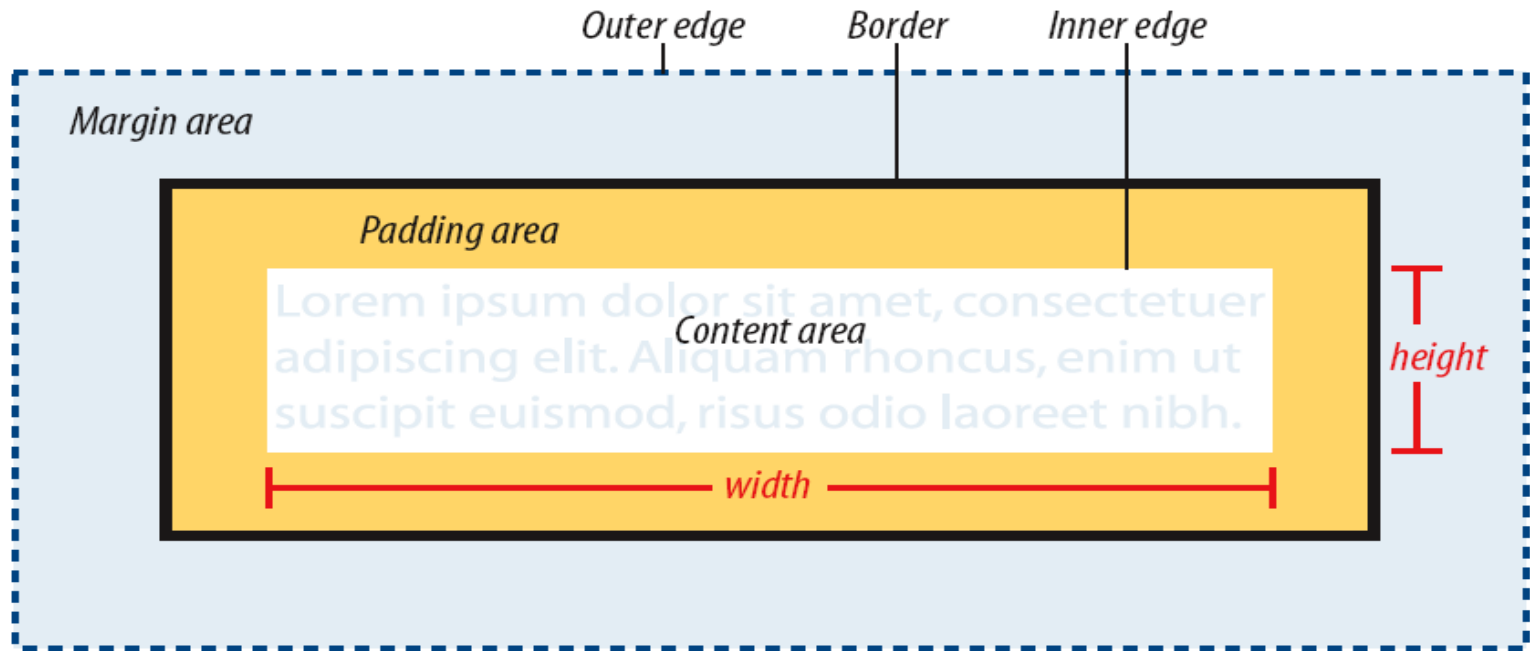 Outer edge Border Inner edge
Margin area
Padding area
Lorem ipsum dolor sit amet, consectetuer
Content area
adipiscing elit. Aliquam rhoncus, enim ut
height
suscipit euismod, risus odio laoreet nibh.
width